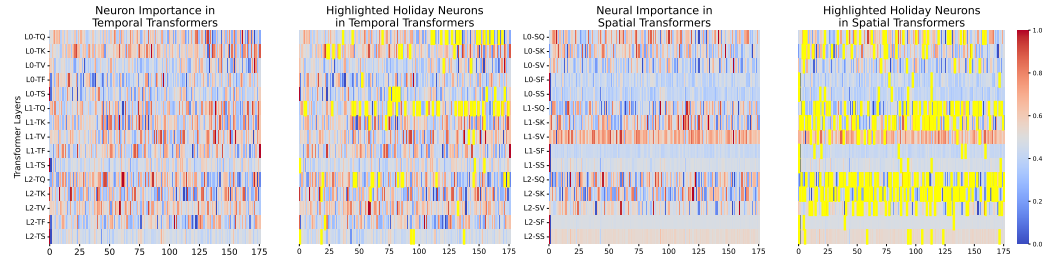 Neuron Importance in
Temporal Transformers
Highlighted Holiday Neurons
in Temporal Transformers
Neural Importance in
Spatial Transformers
Highlighted Holiday Neurons
in Spatial Transformers
Transformer Layers
L0-TQ
L0-TK
L0-TV
L0-TF
L0-TS
L1-TQ
L1-TK
L1-TV
L1-TF
L1-TS
L2-TQ
L2-TK
L2-TV
L2-TF
L2-TS
0 25 50 75 100 125 150 175
0 25 50 75 100 125 150 175
L0-SQ
L0-SK
L0-SV
L0-SF
L0-SS
L1-SQ
L1-SK
L1-SV
L1-SF
L1-SS
L2-SQ
L2-SK
L2-SV
L2-SF
L2-SS
0 25 50 75 100 125 150 175
0 25 50 75 100 125 150 175
1.0
0.8
0.6
0.4
0.2
0.0